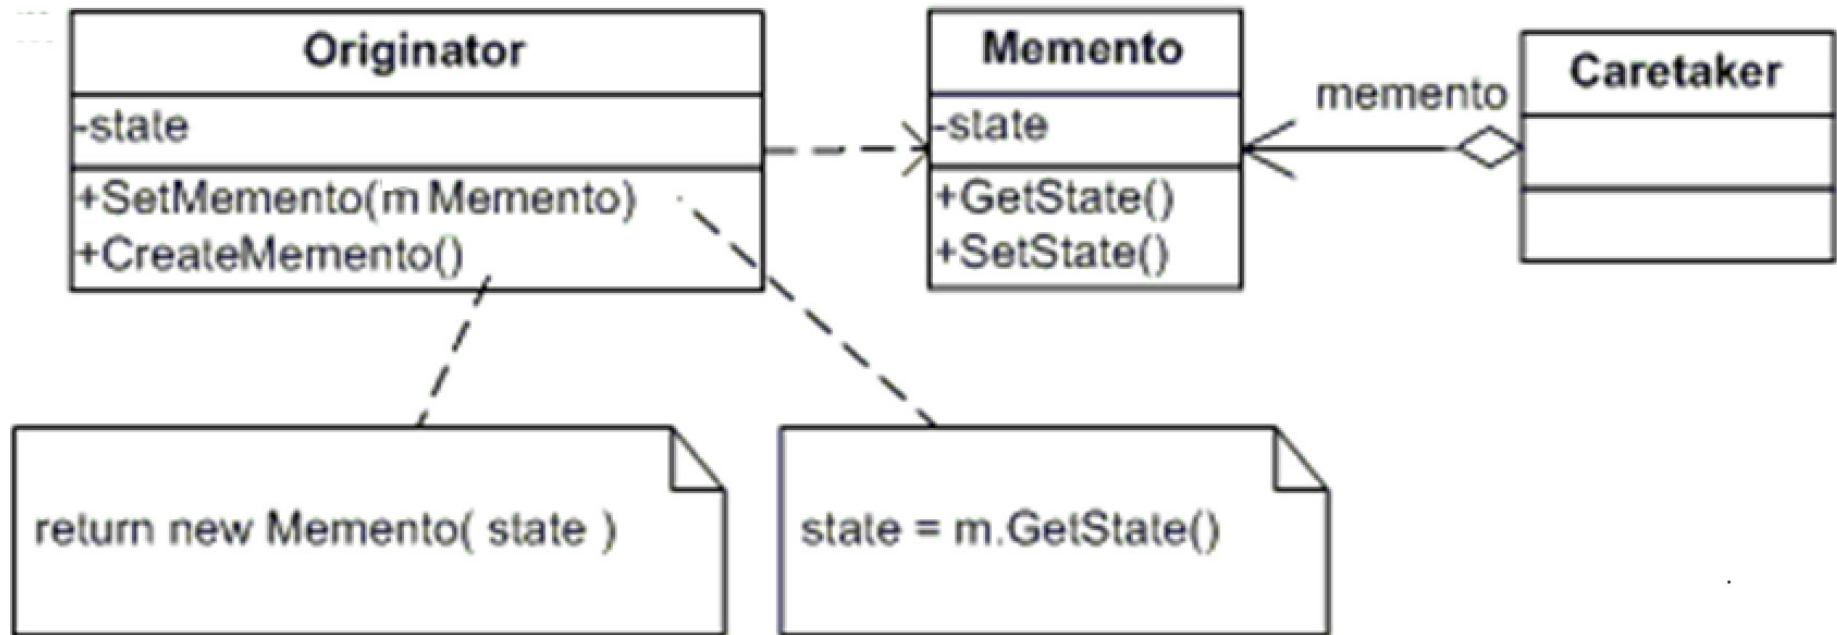 Originator
-state
+SetMemento(m Memento)
+CreateMemento()
Memento
-state
+GetState()
+SetState()
memento
Caretaker
return new Memento( state )
state = m.GetState()